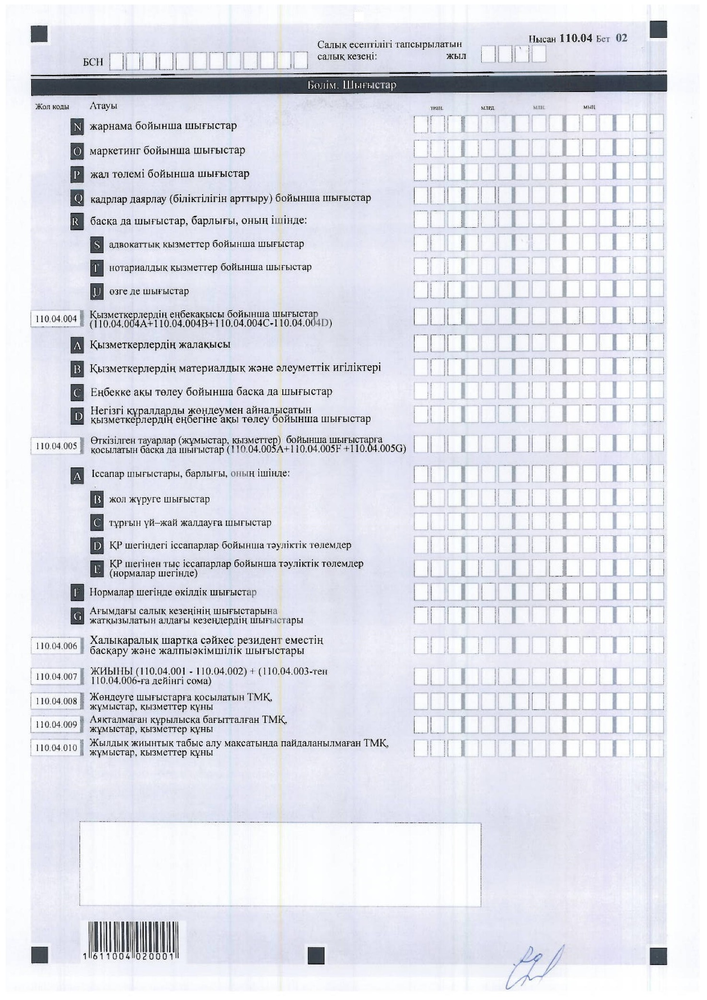 Нысан 110.04 Бет 02
Салық есептілігі тапсырылатын
салық кезеңі: жыл
БСН
Бөлім. Шығыстар
Жол коды Атауы трлн. млрд. млн. мың
N жарнама бойынша шығыстар
O маркетинг бойынша шығыстар
P жал төлемі бойынша шығыстар
Q кадрлар даярлау (біліктілігін арттыру) бойынша шығыстар
R басқа да шығыстар, барлығы, оның ішінде:
S адвокаттық қызметтер бойынша шығыстар
T нотариалдық қызметтер бойынша шығыстар
U өзге де шығыстар
110.04.004 Қызметкерлердің еңбекақысы бойынша шығыстар
(110.04.004A+110.04.004B+110.04.004C-110.04.004D)
A Қызметкерлердің жалақысы
B Қызметкерлердің материалдық және әлеуметтік игіліктері
C Еңбекке ақы төлеу бойынша басқа да шығыстар
D Негізгі құралдарды жөндеумен айналысатын
қызметкерлердің еңбегіне ақы төлеу бойынша шығыстар
110.04.005 Өткізілген тауарлар (жұмыстар, қызметтер) бойынша шығыстарға
қосылатын басқа да шығыстар (110.04.005A+110.04.005F +110.04.005G)
A Іссапар шығыстары, барлығы, оның ішінде:
B жол жүруге шығыстар
C тұрғын үй–жай жалдауға шығыстар
D ҚР шегіндегі іссапарлар бойынша тәуліктік төлемдер
E ҚР шегінен тыс іссапарлар бойынша тәуліктік төлемдер
(нормалар шегінде)
F Нормалар шегінде өкілдік шығыстар
G Ағымдағы салық кезеңінің шығыстарына
жатқызылатын алдағы кезеңдердің шығыстары
110.04.006 Халықаралық шартқа сәйкес резидент еместің
басқару және жалпыәкімшілік шығыстары
110.04.007 ЖИЫНЫ (110.04.001 - 110.04.002) + (110.04.003-тен
110.04.006-ға дейінгі сома)
110.04.008 Жөндеуге шығыстарға қосылатын ТМҚ,
жұмыстар, қызметтер құны
110.04.009 Аяқталмаған құрылысқа бағытталған ТМҚ,
жұмыстар, қызметтер құны
110.04.010 Жылдық жиынтық табыс алу мақсатында пайдаланылмаған ТМҚ,
жұмыстар, қызметтер құны
1 611004 020001